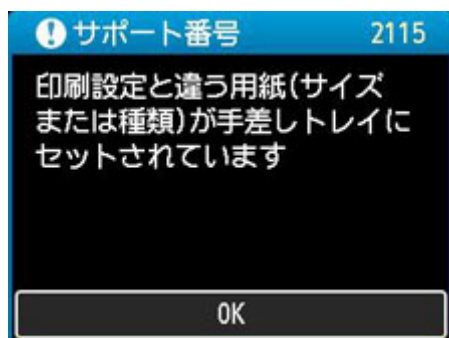 サポート番号 2115
印刷設定と違う用紙(サイズ
または種類)が手差しトレイに
セットされています
OK